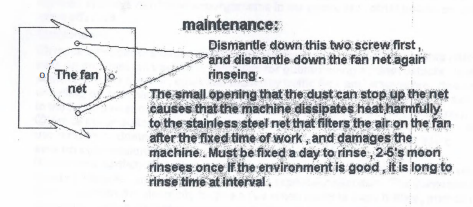 maintenance:
Dismantle down this two screw first ,
and dismantle down the fan net again
rinseing .
The fan
net
The small opening that the dust can stop up the net
causes that the machine dissipates heat harmfully
to the stainless steel net that filters the air on the fan
after the fixed time of work , and damages the
machine . Must be fixed a day to rinse , 2-5's moon
rinsees once If the environment is good , it is long to
rinse time at interval .